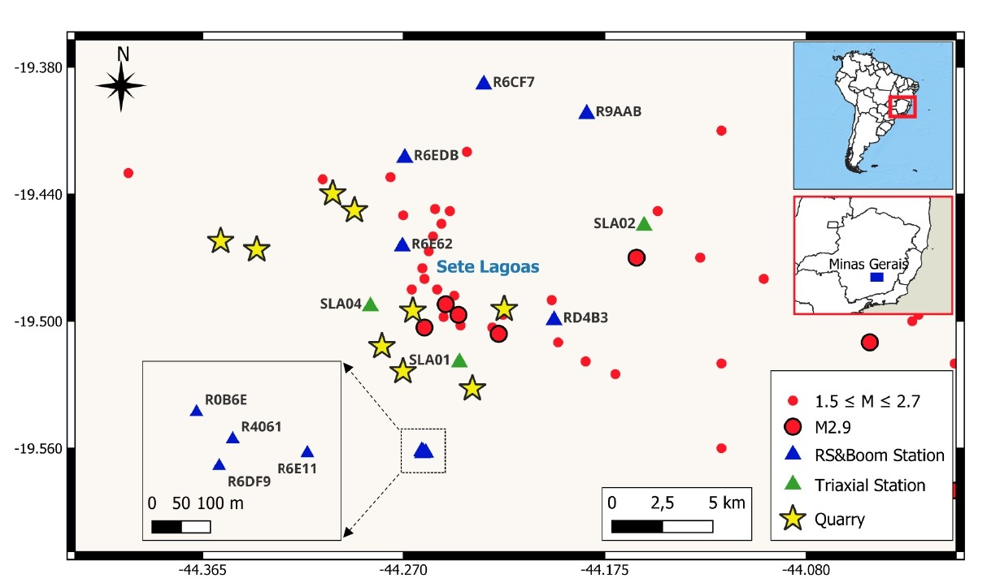 N
-19.380
-19.440
-19.500
-19.560
R6CF7
R9AAB
R6EDB
SLA02
R6E62
Sete Lagoas
SLA04
RD4B3
SLA01
Minas Gerais
R0B6E
R4061
R6E11
R6DF9
0 50 100 m
0 2,5 5 km
1.5 ≤ M ≤ 2.7
M2.9
RS&Boom Station
Triaxial Station
Quarry
-44.365 -44.270 -44.175 -44.080